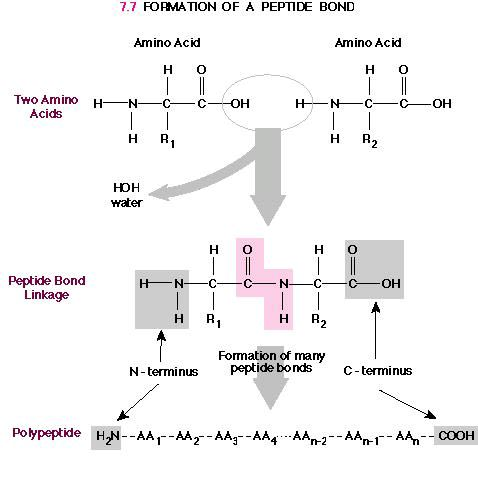 7.7 FORMATION OF A PEPTIDE BOND
Amino Acid
Amino Acid
H O
H O
Two Amino
Acids
H—N—C—C—OH
H—N—C—C—OH
H R1
H R2
HOH
water
H O H O
Peptide Bond
Linkage
H—N—C—C—N—C—C—OH
H R1 H R2
Formation of many
peptide bonds
N - terminus
C - terminus
Polypeptide
H2N--AA1--AA2--AA3--AA4···AAn-2--AAn-1--AAn--COOH